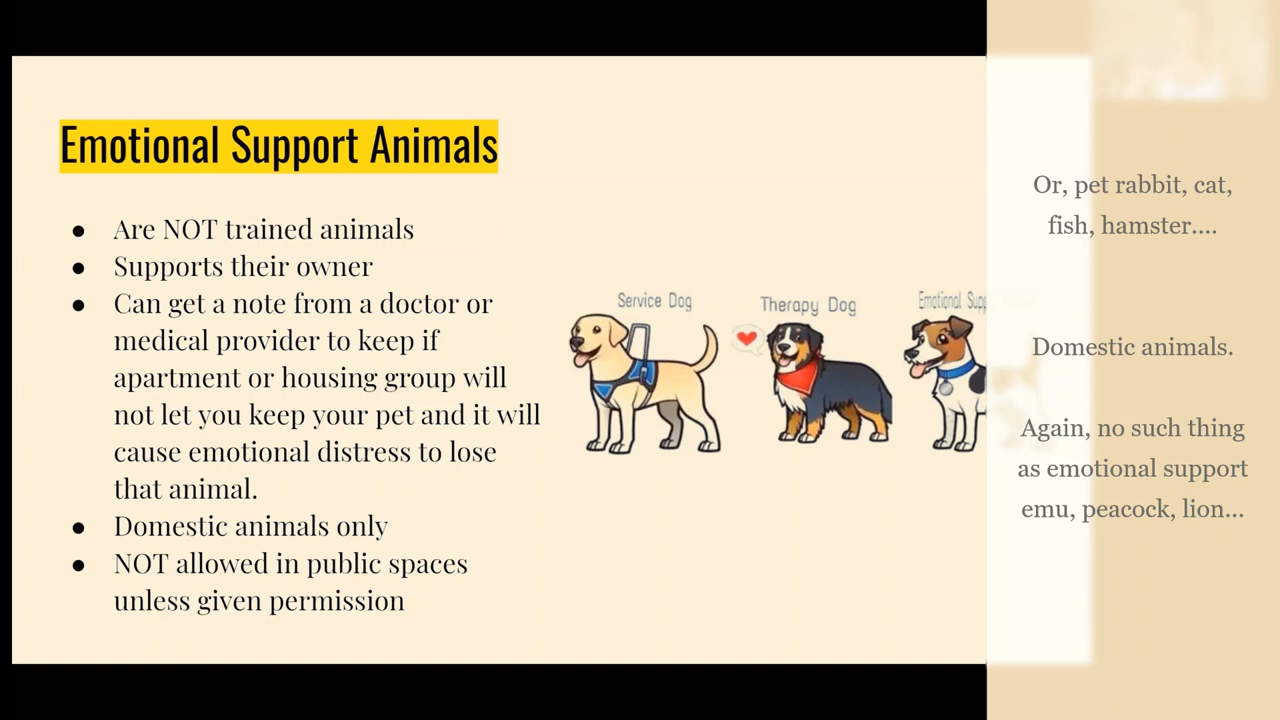 Emotional Support Animals
● Are NOT trained animals
● Supports their owner
● Can get a note from a doctor or
medical provider to keep if
apartment or housing group will
not let you keep your pet and it will
cause emotional distress to lose
that animal.
● Domestic animals only
● NOT allowed in public spaces
unless given permission
Service Dog
Therapy Dog
Emotional Supp
Or, pet rabbit, cat,
fish, hamster....
Domestic animals.
Again, no such thing
as emotional support
emu, peacock, lion...